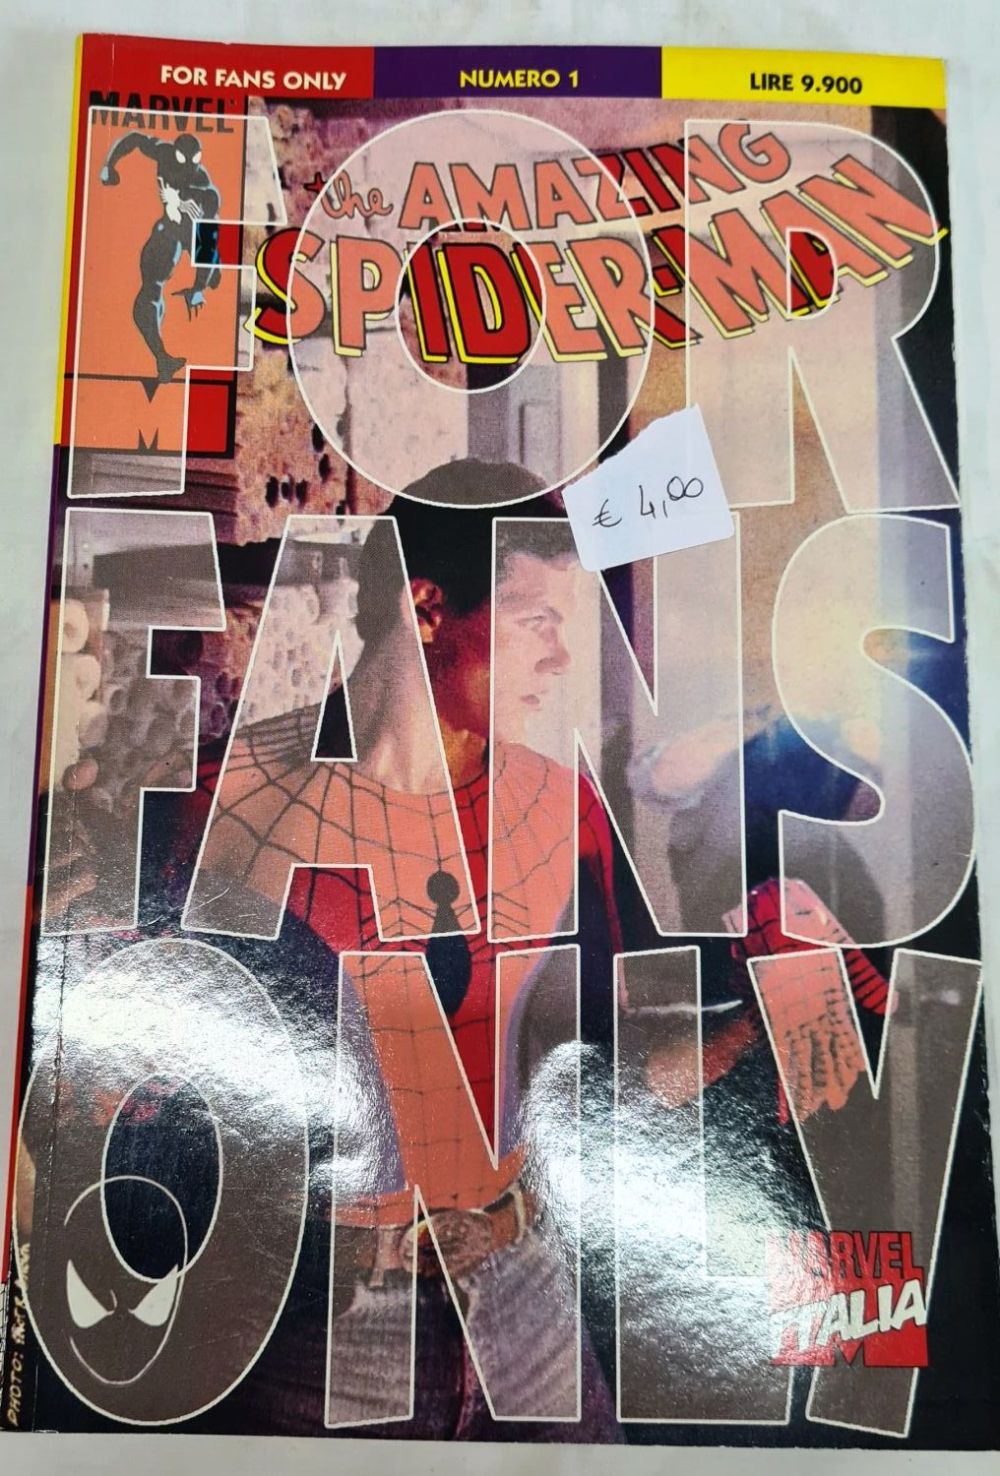 FOR FANS ONLY
NUMERO 1
LIRE 9.900
MARVEL
the AMAZING
SPIDER-MAN
M
€ 4,00
FOR
FANS
ONLY
MARVEL
ITALIA
PHOTO: